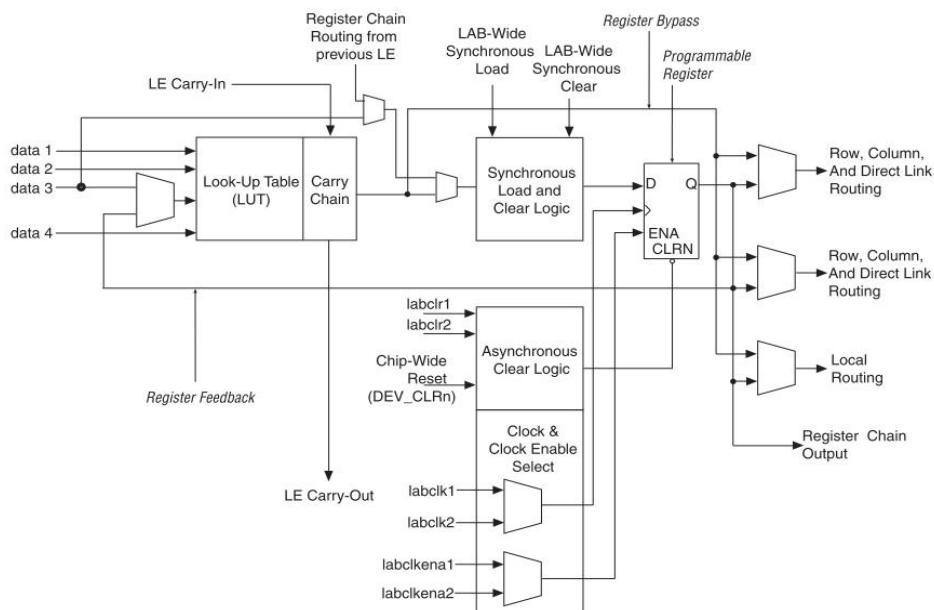 Register Chain
Routing from
previous LE
LAB-Wide
Synchronous
Load
LAB-Wide
Synchronous
Clear
Register Bypass
Programmable
Register
LE Carry-In
data 1
data 2
data 3
data 4
Look-Up Table
(LUT)
Carry
Chain
Synchronous
Load and
Clear Logic
D
Q
ENA
CLRN
Row, Column,
And Direct Link
Routing
Row, Column,
And Direct Link
Routing
Local
Routing
Register Chain
Output
Register Feedback
labclr1
labclr2
Chip-Wide
Reset
(DEV_CLRn)
Asynchronous
Clear Logic
Clock &
Clock Enable
Select
LE Carry-Out
labclk1
labclk2
labclkena1
labclkena2